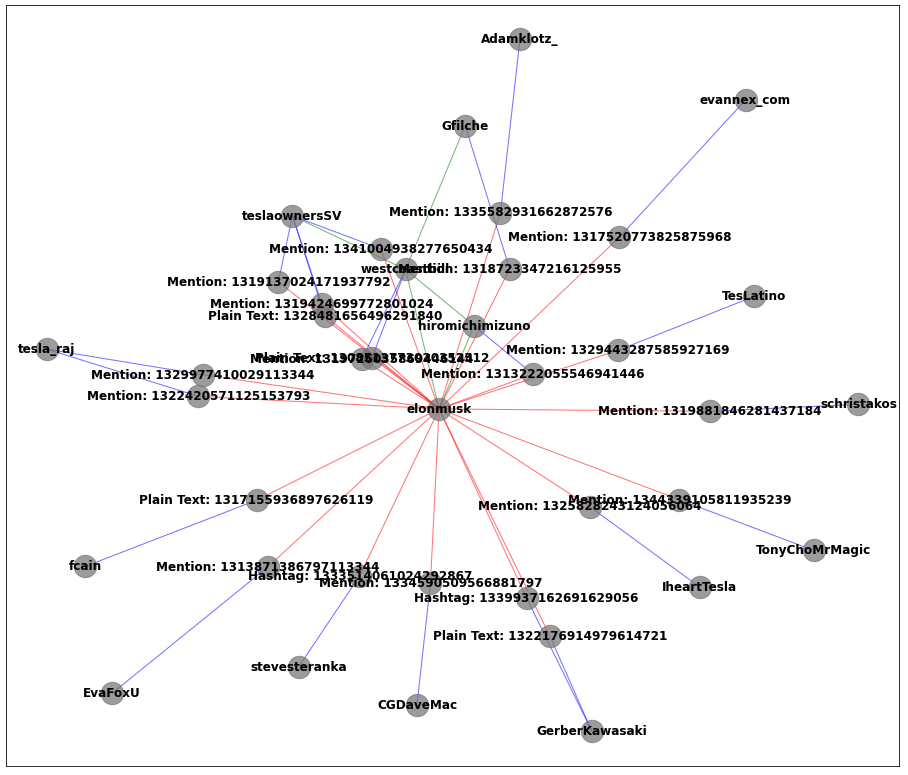 Adamklotz_
evannex_com
Gfilche
Mention: 1335582931662872576
teslaownersSV
Mention: 1317520773825875968
Mention: 1341004938277650434
Mention: 1318723347216125955
Mention: 1319137024171937792
TesLatino
Mention: 1319424699772801024
Plain Text: 1328481656496291840
hiromichimizuno
tesla_raj
Mention: 1329443287585927169
Mention: 1329977410029113344
Mention: 1313222055546941446
Mention: 1322420571125153793
schristakos
elonmusk
Mention: 1319881846281437184
Plain Text: 1317155936897626119
Mention: 1344339105811935239
Mention: 1325828243124056064
TonyChoMrMagic
fcain
Mention: 1313871386797113344
Hashtag: 1333514061024292867
Mention: 1334590509566881797
IheartTesla
Hashtag: 1339937162691629056
Plain Text: 1322176914979614721
stevesteranka
EvaFoxU
CGDaveMac
GerberKawasaki